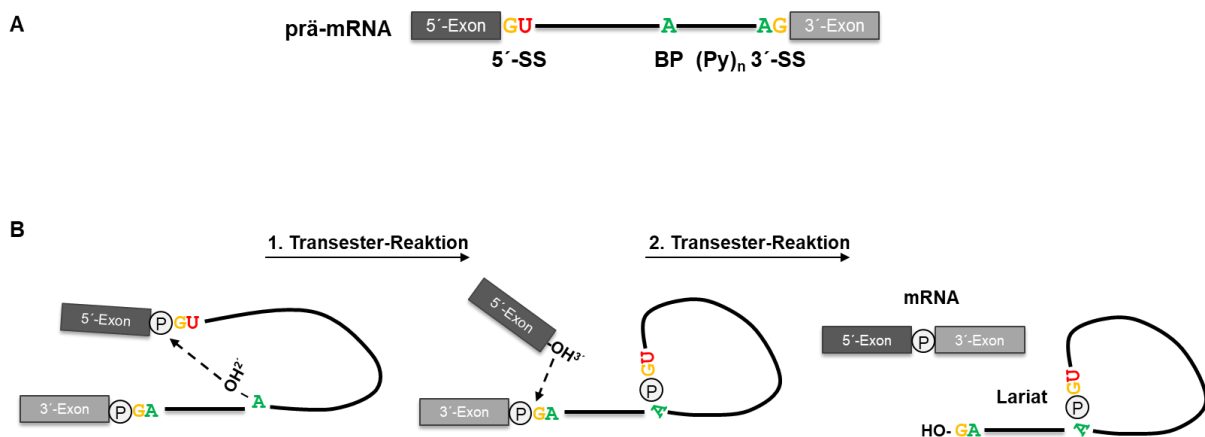 A
prä-mRNA 5´-Exon GU A AG 3´-Exon
5´-SS BP (Py)n 3´-SS
B
1. Transester-Reaktion 2. Transester-Reaktion
5´-Exon P GU
OH2´
3´-Exon P GA A
5´-Exon
-OH3´
GU
P
3´-Exon P GA A
mRNA
5´-Exon P 3´-Exon
GU
Lariat P
HO- GA A